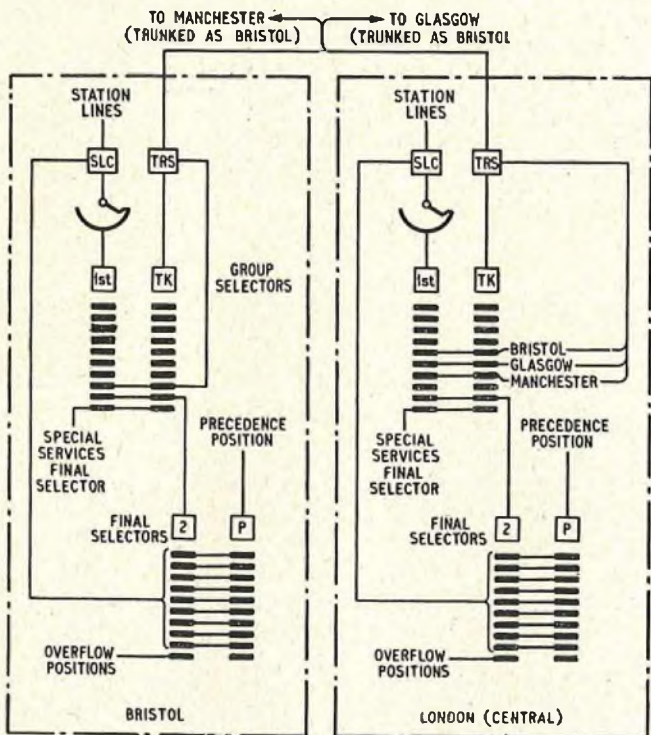 TO MANCHESTER
(TRUNKED AS BRISTOL)
TO GLASGOW
(TRUNKED AS BRISTOL
STATION
LINES
SLC
TRS
1st
TK
GROUP
SELECTORS
SPECIAL
SERVICES
FINAL
SELECTOR
PRECEDENCE
POSITION
FINAL
SELECTORS
2
P
OVERFLOW
POSITIONS
BRISTOL
STATION
LINES
SLC
TRS
1st
TK
BRISTOL
GLASGOW
MANCHESTER
SPECIAL
SERVICES
FINAL
SELECTOR
PRECEDENCE
POSITION
FINAL
SELECTORS
2
P
OVERFLOW
POSITIONS
LONDON (CENTRAL)